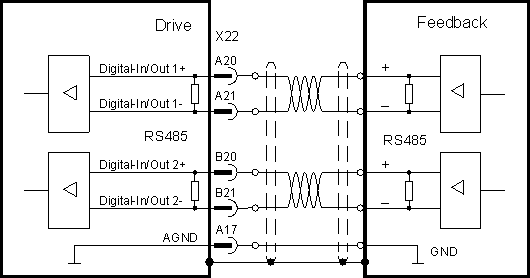 Drive
Feedback
X22
A20
Digital-In/Out 1+
+
A21
Digital-In/Out 1-
−
RS485
RS485
B20
Digital-In/Out 2+
+
B21
Digital-In/Out 2-
−
A17
AGND
GND